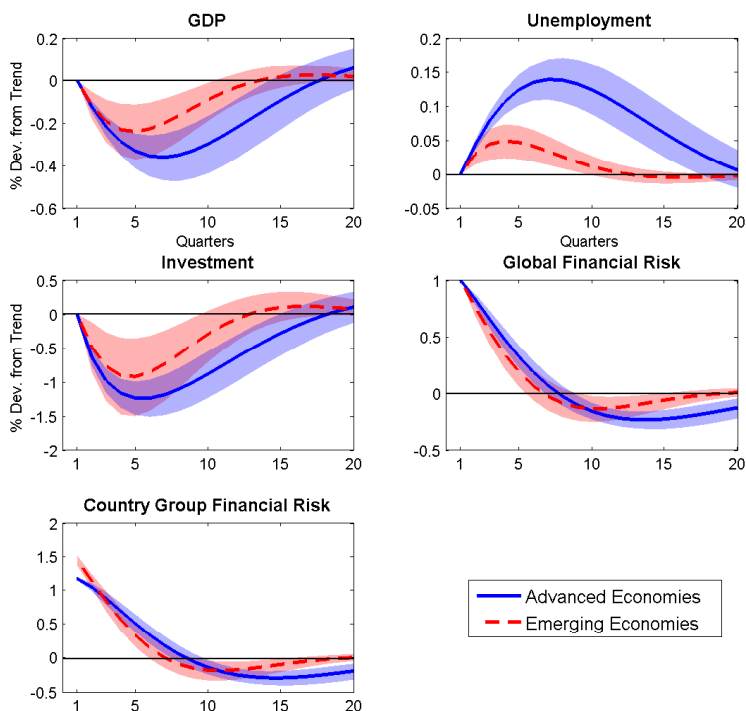 GDP
% Dev. from Trend
0.2
0
-0.2
-0.4
-0.6
1 5 10 15 20
Quarters
Unemployment
0.2
0.15
0.1
0.05
0
-0.05
1 5 10 15 20
Quarters
Investment
% Dev. from Trend
0.5
0
-0.5
-1
-1.5
-2
1 5 10 15 20
Global Financial Risk
1
0.5
0
-0.5
1 5 10 15 20
Country Group Financial Risk
2
1.5
1
0.5
0
-0.5
1 5 10 15 20
Advanced Economies
Emerging Economies